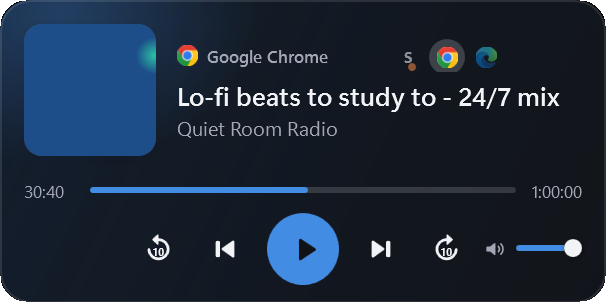 Google Chrome
S
Lo-fi beats to study to - 24/7 mix
Quiet Room Radio
30:40
1:00:00
10
10